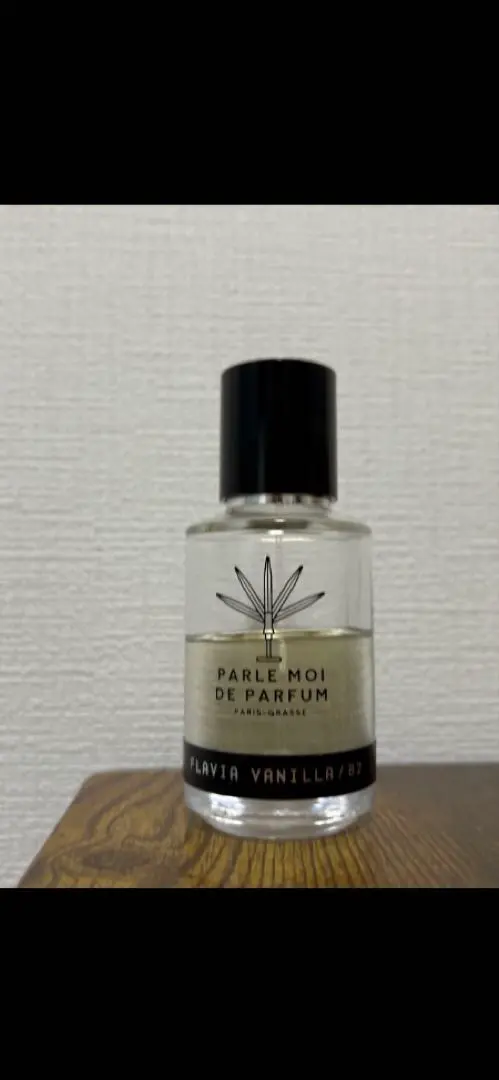 PARLE MOI
DE PARFUM
PARIS-GRASSE
FLAVIA VANILLA/82